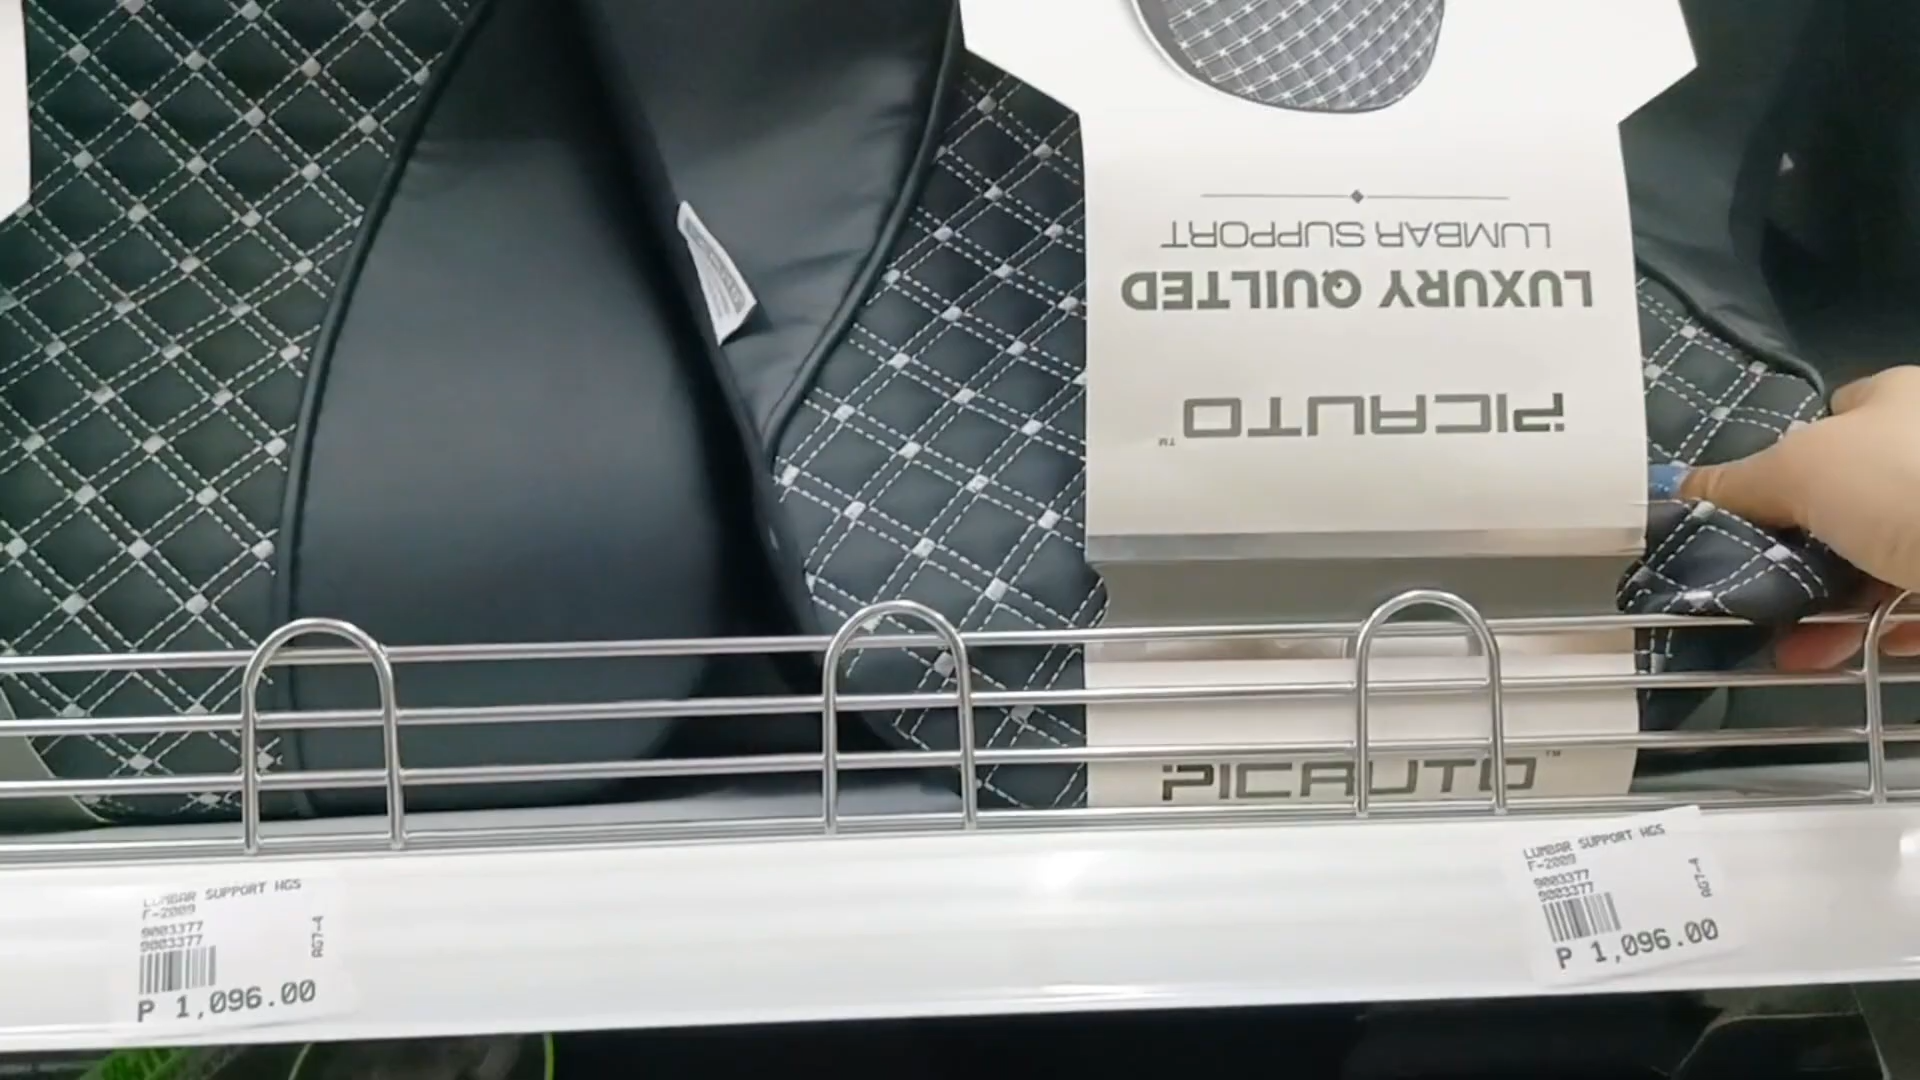 LUXURY QUILTED
LUMBAR SUPPORT
PICAUTO™
PICAUTO™
LUMBAR SUPPORT HGS
F-2009
9003377
9003377
AG7-4
P 1,096.00
LUMBAR SUPPORT HGS
F-2009
9003377
9003377
AG7-4
P 1,096.00